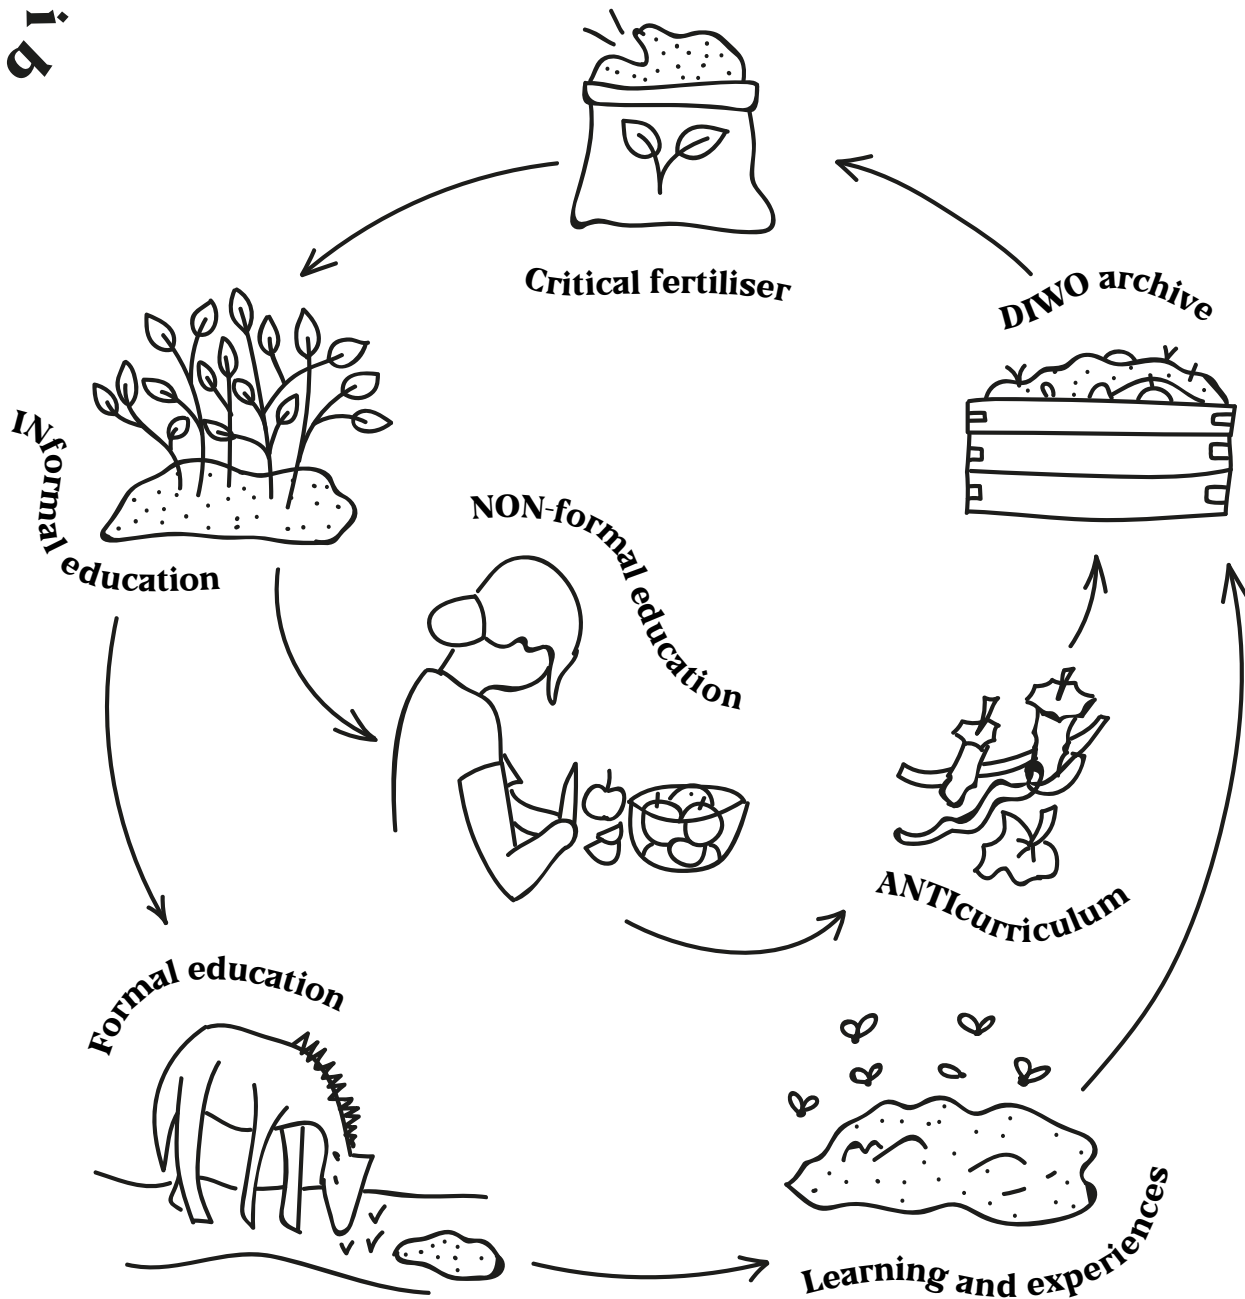 Critical fertiliser
DIWO archive
INformal education
NON-formal education
ANTIcurriculum
Formal education
Learning and experiences